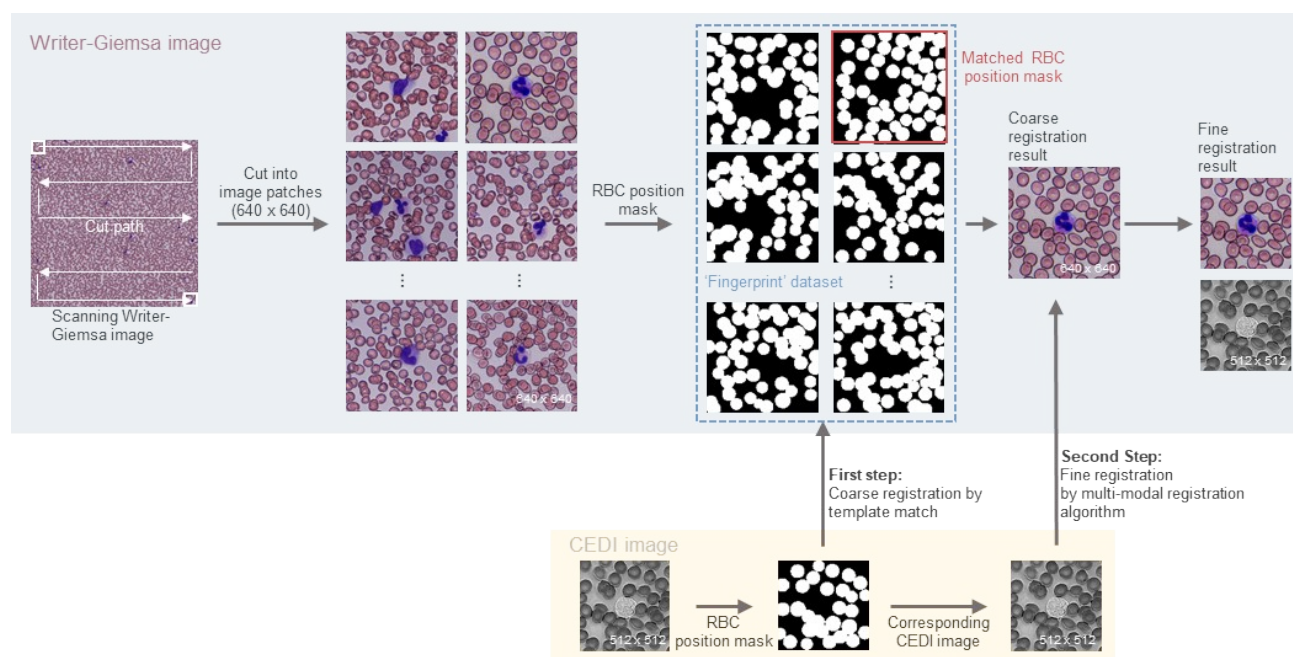 Writer-Giemsa image
Cut path
Scanning Writer-
Giemsa image
Cut into
image patches
(640 x 640)
⋮
⋮
640 x 640
RBC position
mask
Matched RBC
position mask
'Fingerprint' dataset
⋮
Coarse
registration
result
640 x 640
Fine
registration
result
512 x 512
First step:
Coarse registration by
template match
Second Step:
Fine registration
by multi-modal registration
algorithm
CEDI image
512 x 512
RBC
position mask
Corresponding
CEDI image
512 x 512